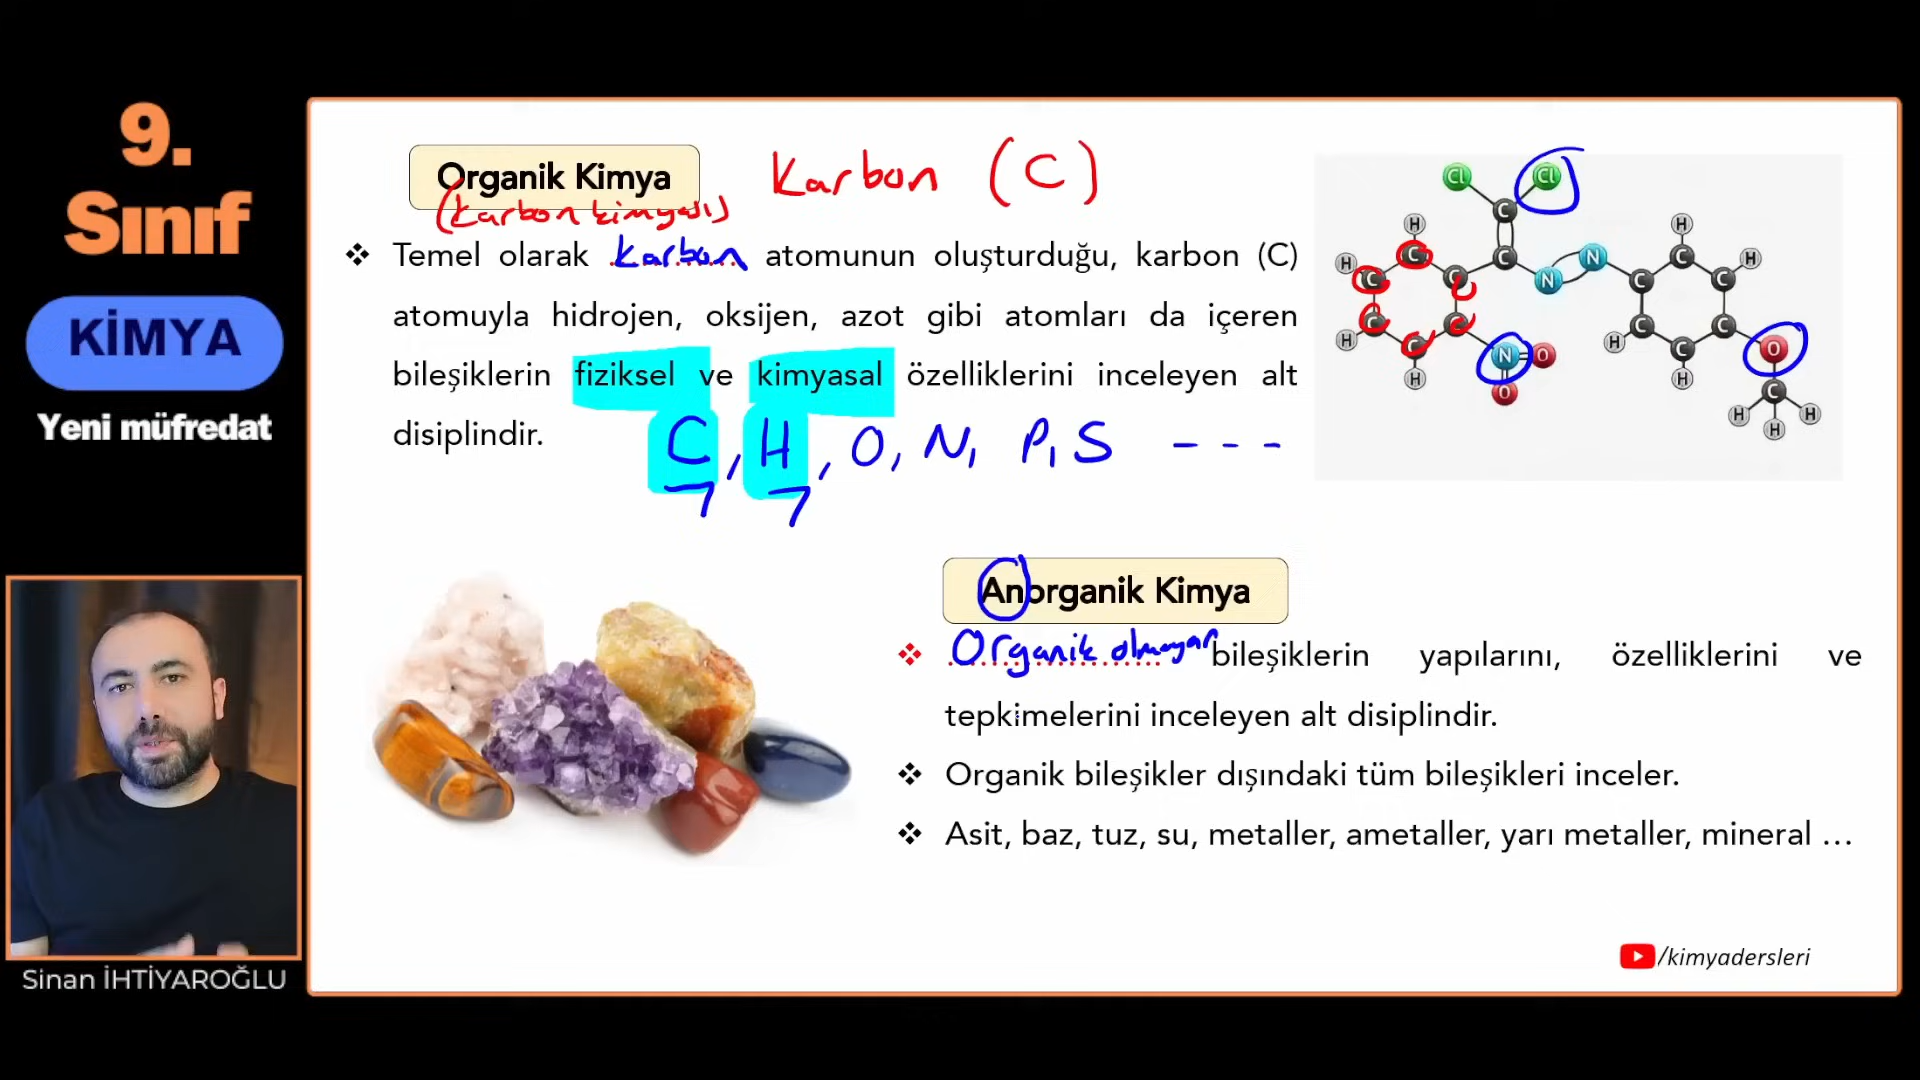 9.
Sınıf
KİMYA
Yeni müfredat
Sinan İHTİYAROĞLU
Organik Kimya
Karbon (C)
(Karbon kimyası)
❖ Temel olarak karbon atomunun oluşturduğu, karbon (C)
atomuyla hidrojen, oksijen, azot gibi atomları da içeren
bileşiklerin fiziksel ve kimyasal özelliklerini inceleyen alt
disiplindir.
C, H, O, N, P, S - - -
Cl Cl
C
H H
H C C N H
C C C N C C
C C C C
H C N O H C O
H O H C
H H
H
Anorganik Kimya
❖ Organik olmayan bileşiklerin yapılarını, özelliklerini ve
tepkimelerini inceleyen alt disiplindir.
❖ Organik bileşikler dışındaki tüm bileşikleri inceler.
❖ Asit, baz, tuz, su, metaller, ametaller, yarı metaller, mineral ...
/kimyadersleri